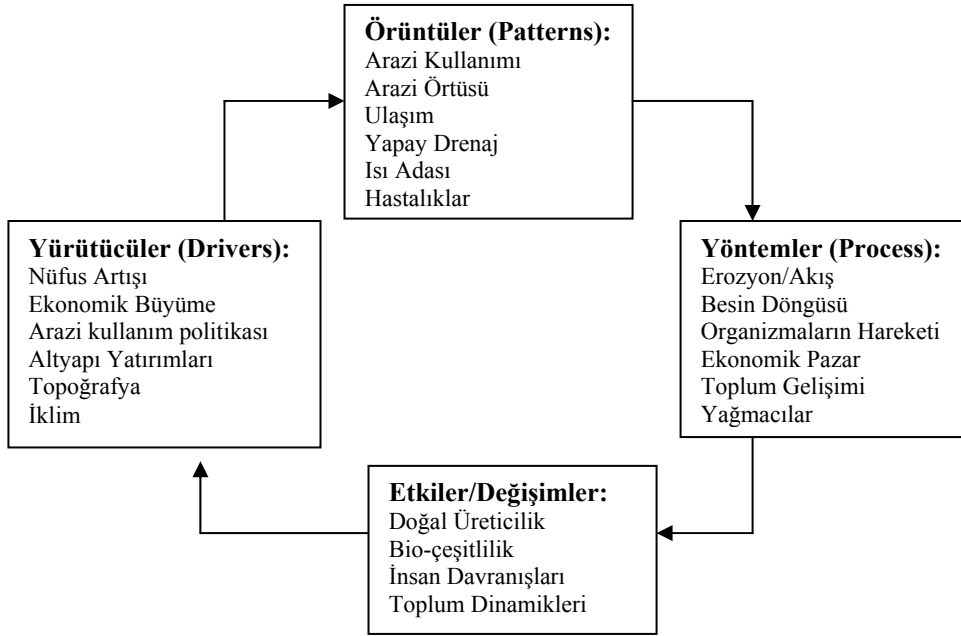 Örüntüler (Patterns):
Arazi Kullanımı
Arazi Örtüsü
Ulaşım
Yapay Drenaj
Isı Adası
Hastalıklar
Yürütücüler (Drivers):
Nüfus Artışı
Ekonomik Büyüme
Arazi kullanım politikası
Altyapı Yatırımları
Topoğrafya
İklim
Yöntemler (Process):
Erozyon/Akış
Besin Döngüsü
Organizmaların Hareketi
Ekonomik Pazar
Toplum Gelişimi
Yağmacılar
Etkiler/Değişimler:
Doğal Üreticilik
Bio-çeşitlilik
İnsan Davranışları
Toplum Dinamikleri